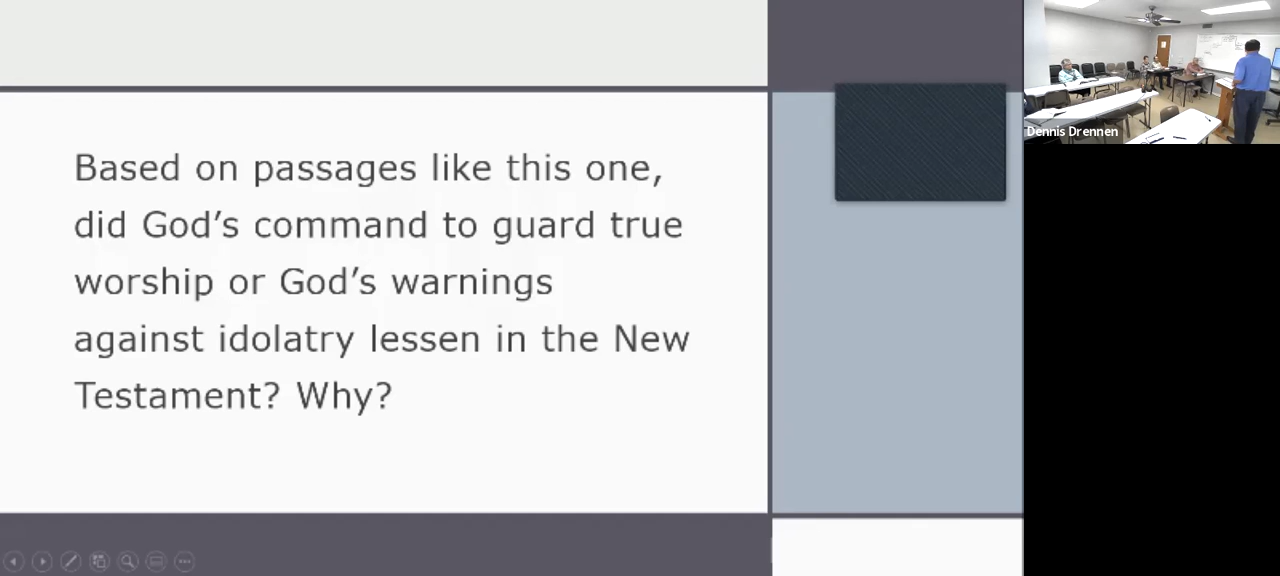 Based on passages like this one,
did God’s command to guard true
worship or God’s warnings
against idolatry lessen in the New
Testament? Why?
Dennis Drennen